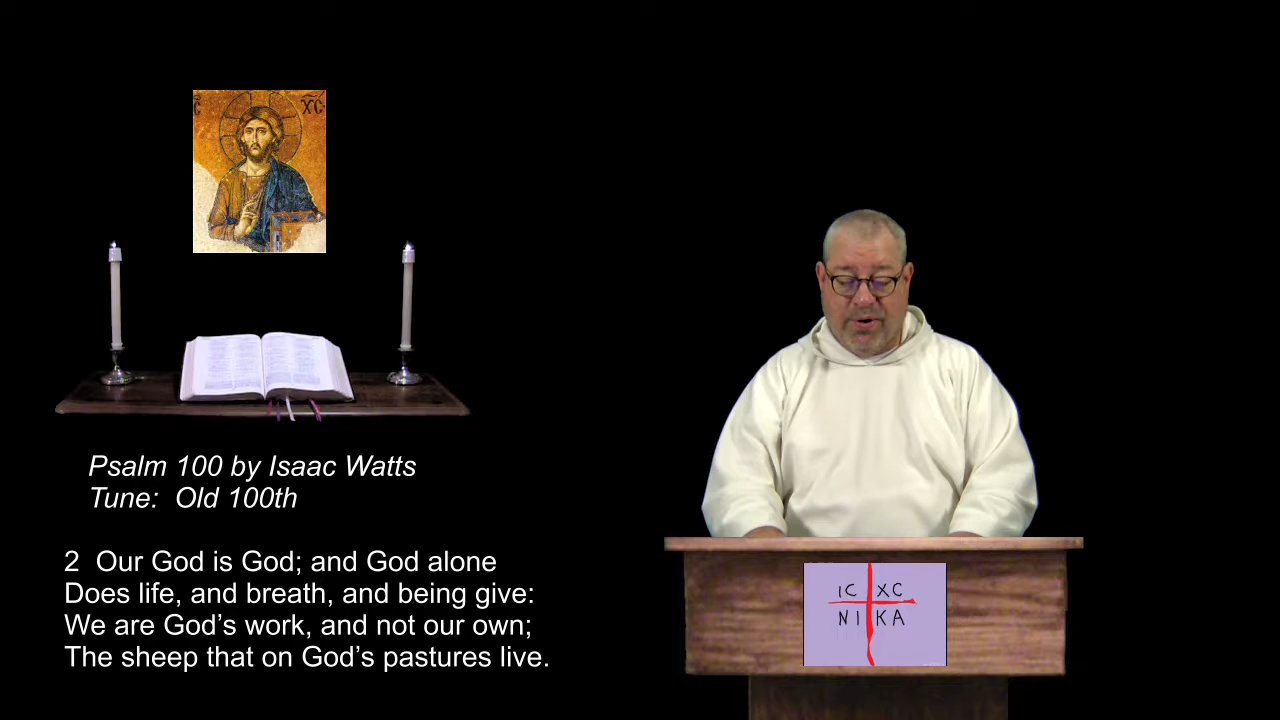 C XC
Psalm 100 by Isaac Watts
Tune: Old 100th
2 Our God is God; and God alone
Does life, and breath, and being give:
We are God’s work, and not our own;
The sheep that on God’s pastures live.
IC XC
NI KA